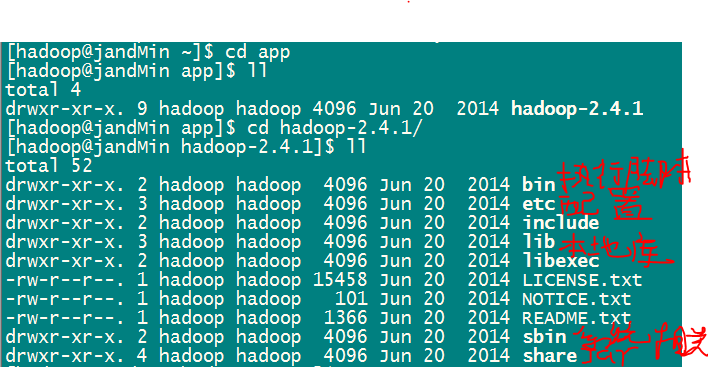 [hadoop@jandMin ~]$ cd app
[hadoop@jandMin app]$ ll
total 4
drwxr-xr-x. 9 hadoop hadoop 4096 Jun 20  2014 hadoop-2.4.1
[hadoop@jandMin app]$ cd hadoop-2.4.1/
[hadoop@jandMin hadoop-2.4.1]$ ll
total 52
drwxr-xr-x. 2 hadoop hadoop  4096 Jun 20  2014 bin 执行脚本
drwxr-xr-x. 3 hadoop hadoop  4096 Jun 20  2014 etc 配置
drwxr-xr-x. 2 hadoop hadoop  4096 Jun 20  2014 include
drwxr-xr-x. 3 hadoop hadoop  4096 Jun 20  2014 lib 本地库
drwxr-xr-x. 2 hadoop hadoop  4096 Jun 20  2014 libexec
-rw-r--r--. 1 hadoop hadoop 15458 Jun 20  2014 LICENSE.txt
-rw-r--r--. 1 hadoop hadoop   101 Jun 20  2014 NOTICE.txt
-rw-r--r--. 1 hadoop hadoop  1366 Jun 20  2014 README.txt
drwxr-xr-x. 2 hadoop hadoop  4096 Jun 20  2014 sbin
drwxr-xr-x. 4 hadoop hadoop  4096 Jun 20  2014 share